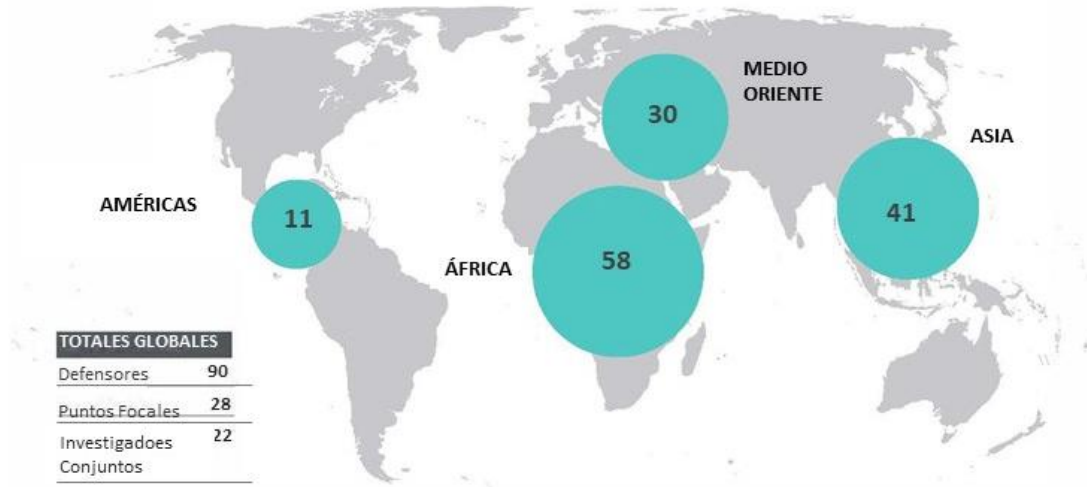 MEDIO
ORIENTE
30
ASIA
AMÉRICAS
11
41
ÁFRICA
58
TOTALES GLOBALES
Defensores 90
Puntos Focales 28
Investigadoes 22
Conjuntos